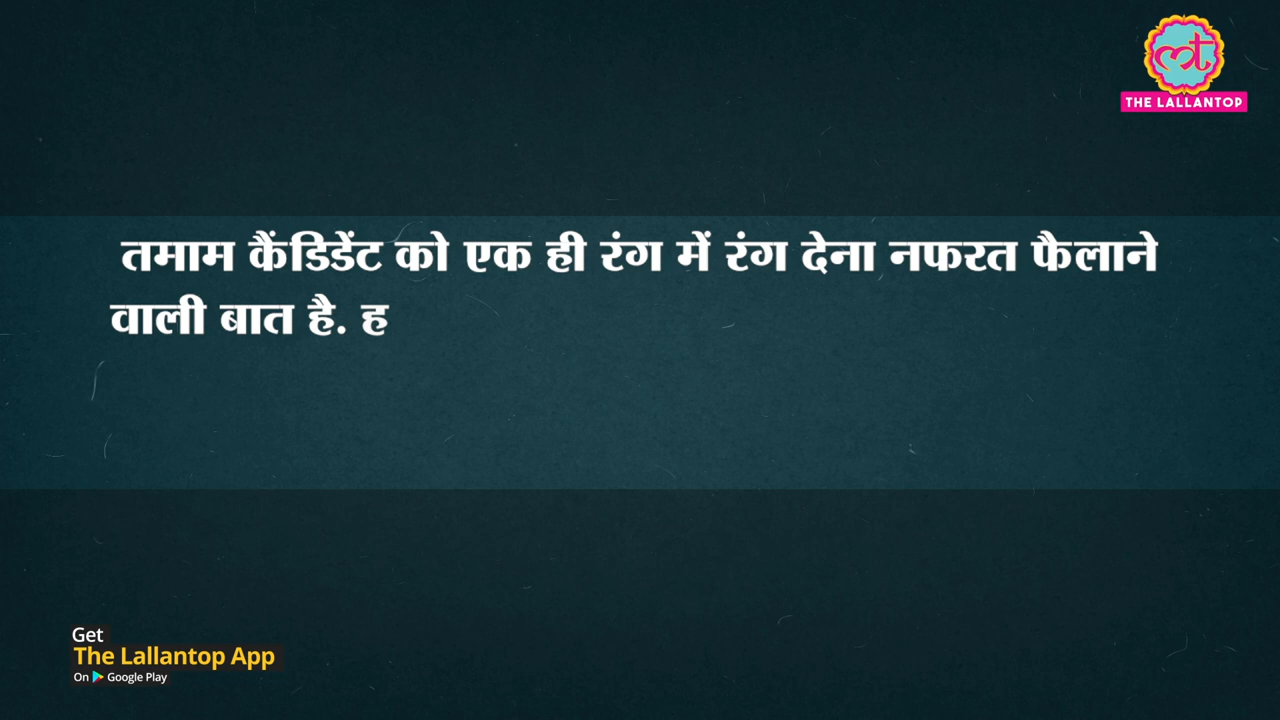 THE LALLANTOP
तमाम कैंडिडेंट को एक ही रंग में रंग देना नफरत फैलाने
वाली बात है. ह
Get
The Lallantop App
On Google Play